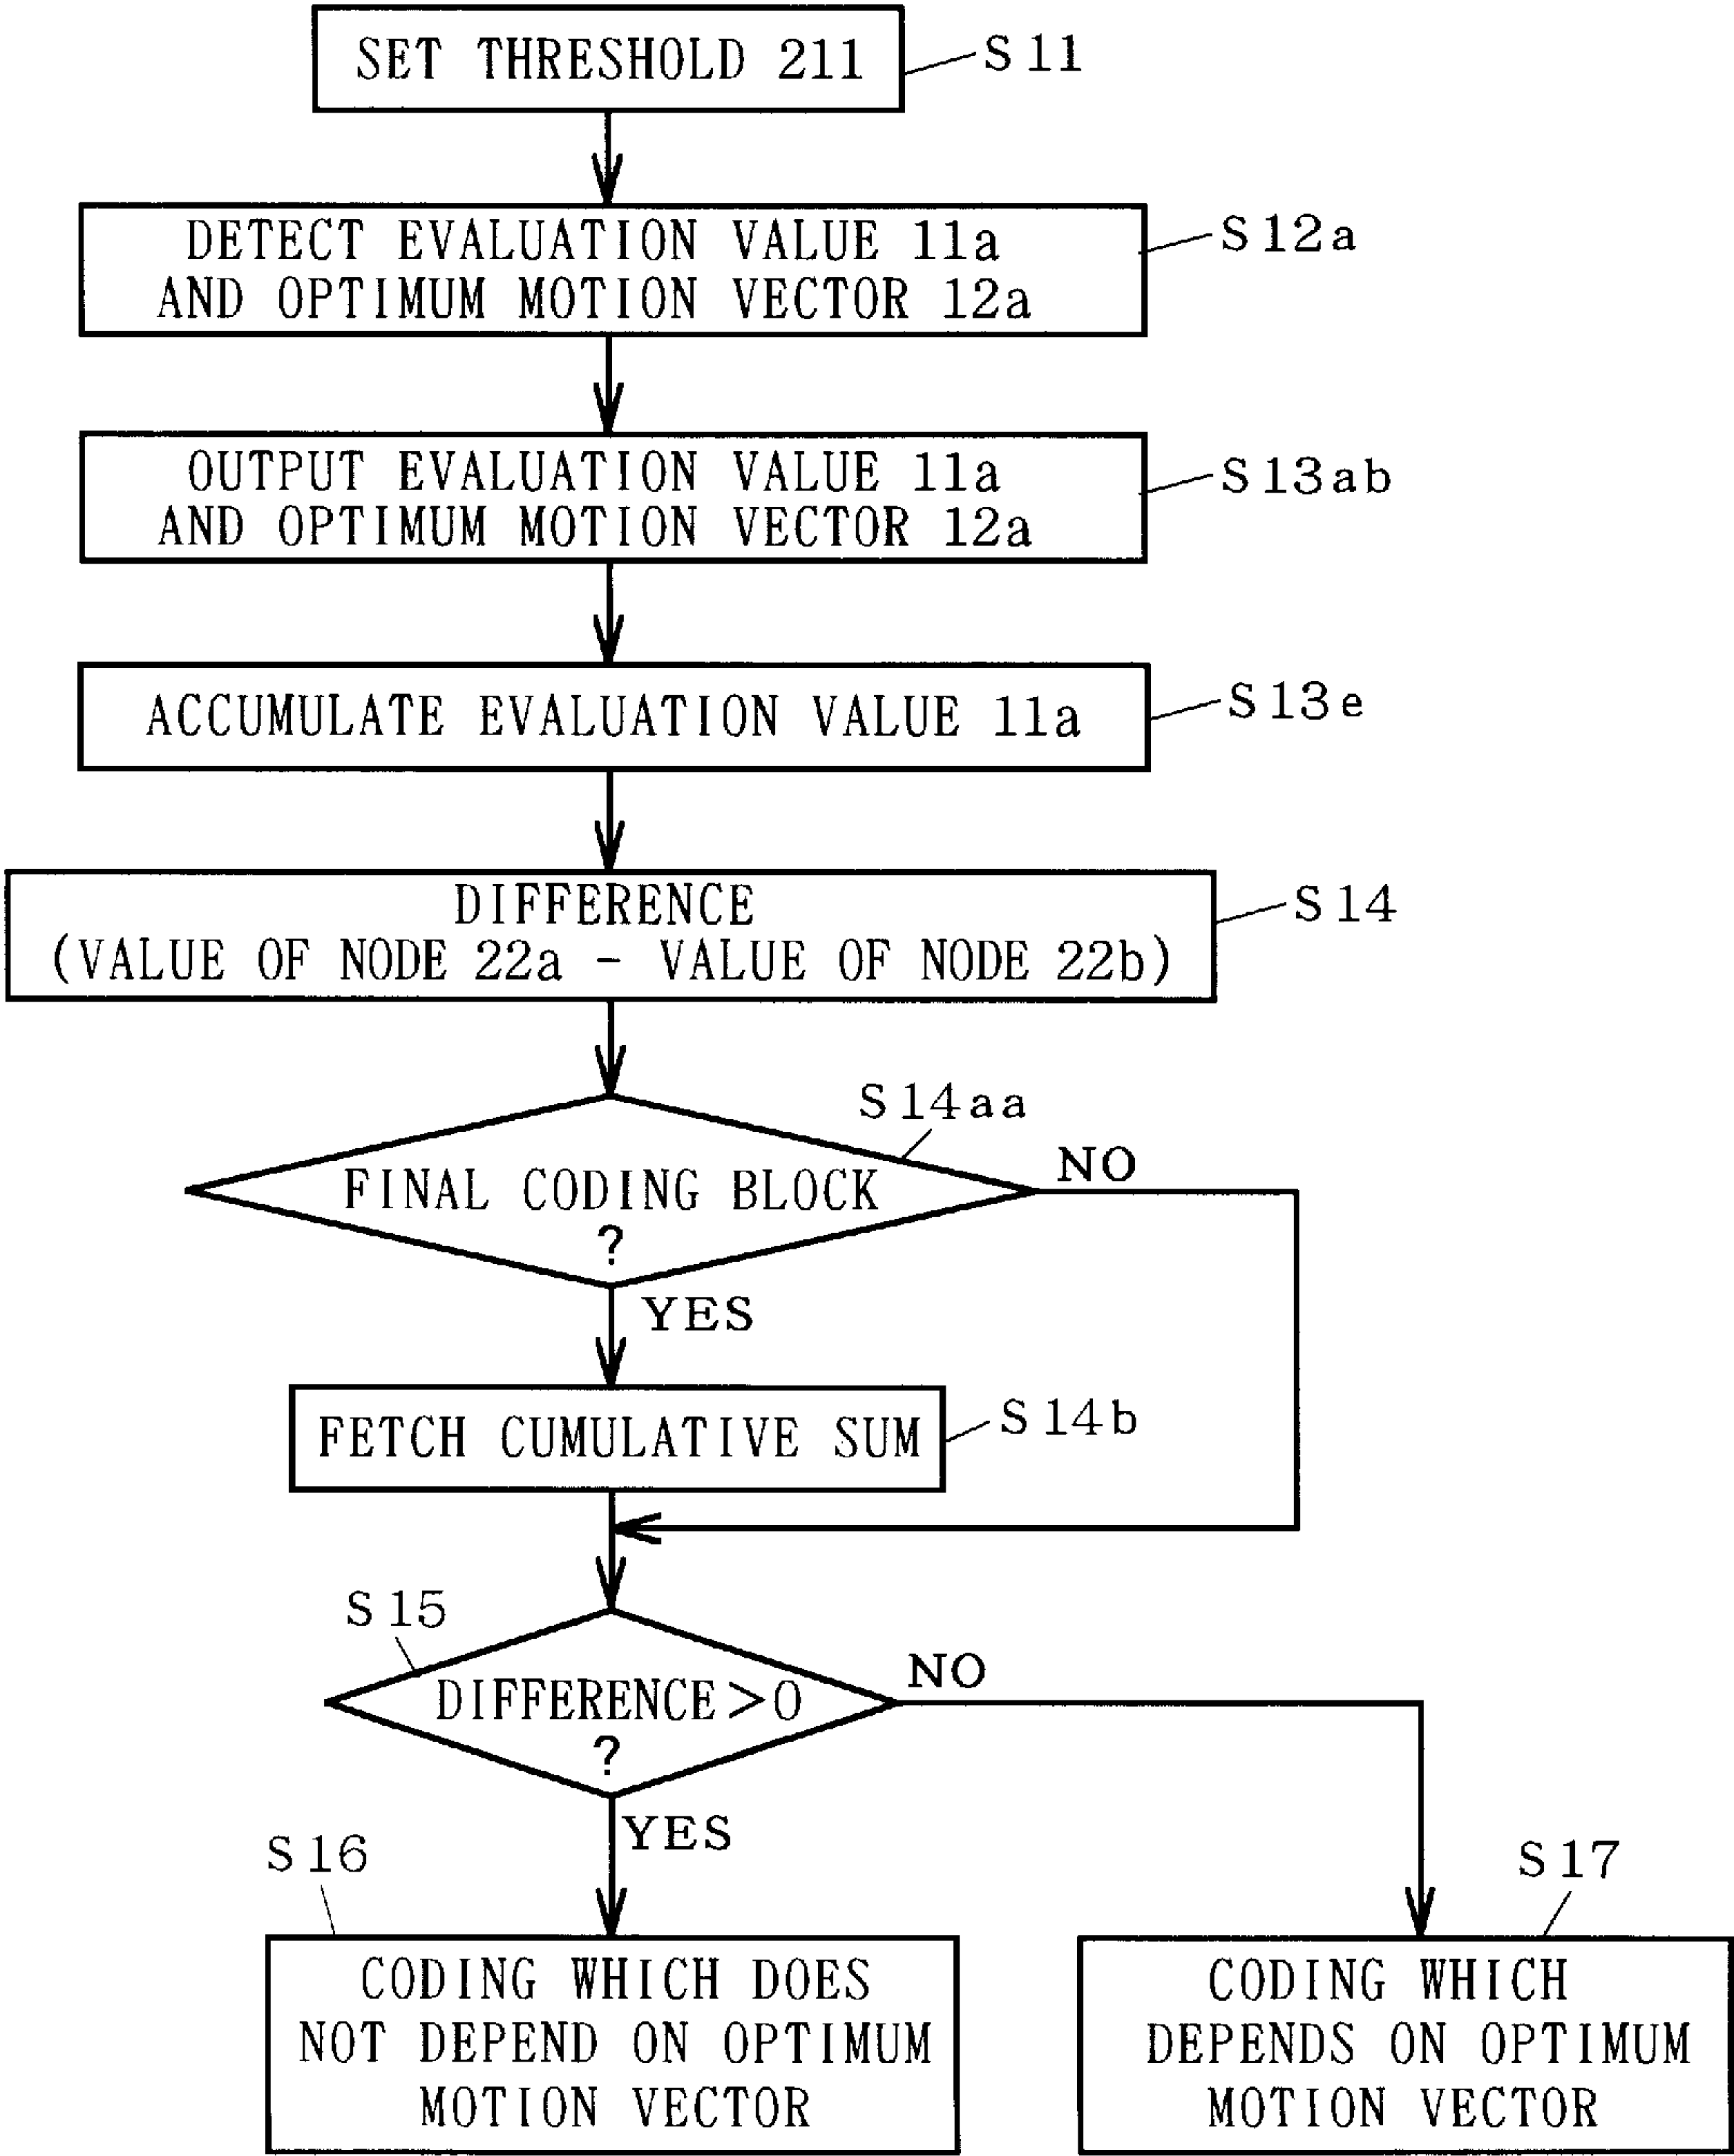 SET THRESHOLD 211
S11
DETECT EVALUATION VALUE 11a
AND OPTIMUM MOTION VECTOR 12a
S12a
OUTPUT EVALUATION VALUE 11a
AND OPTIMUM MOTION VECTOR 12a
S13ab
ACCUMULATE EVALUATION VALUE 11a
S13e
DIFFERENCE
(VALUE OF NODE 22a - VALUE OF NODE 22b)
S14
S14aa
FINAL CODING BLOCK
?
NO
YES
FETCH CUMULATIVE SUM
S14b
S15
DIFFERENCE>0
?
NO
YES
S16
CODING WHICH DOES
NOT DEPEND ON OPTIMUM
MOTION VECTOR
S17
CODING WHICH
DEPENDS ON OPTIMUM
MOTION VECTOR